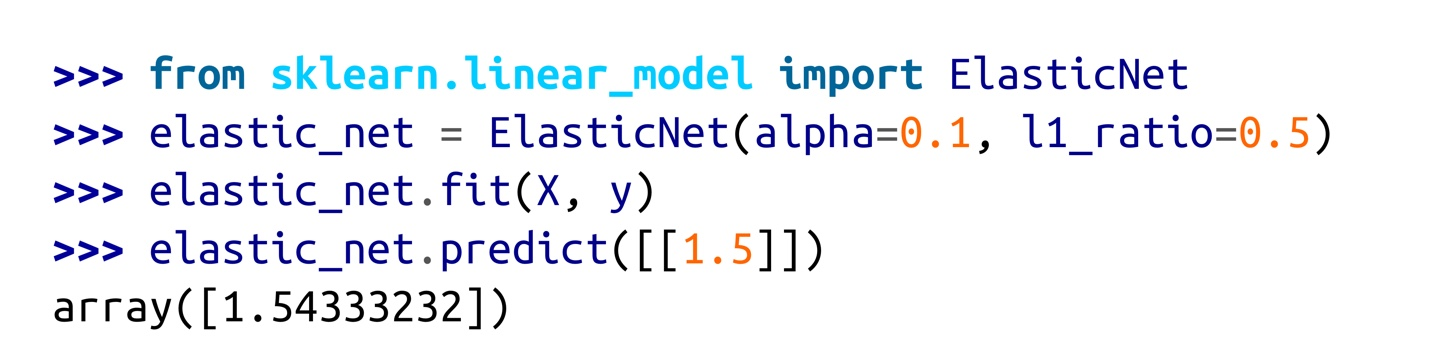 >>> from sklearn.linear_model import ElasticNet
>>> elastic_net = ElasticNet(alpha=0.1, l1_ratio=0.5)
>>> elastic_net.fit(X, y)
>>> elastic_net.predict([[1.5]])
array([1.54333232])